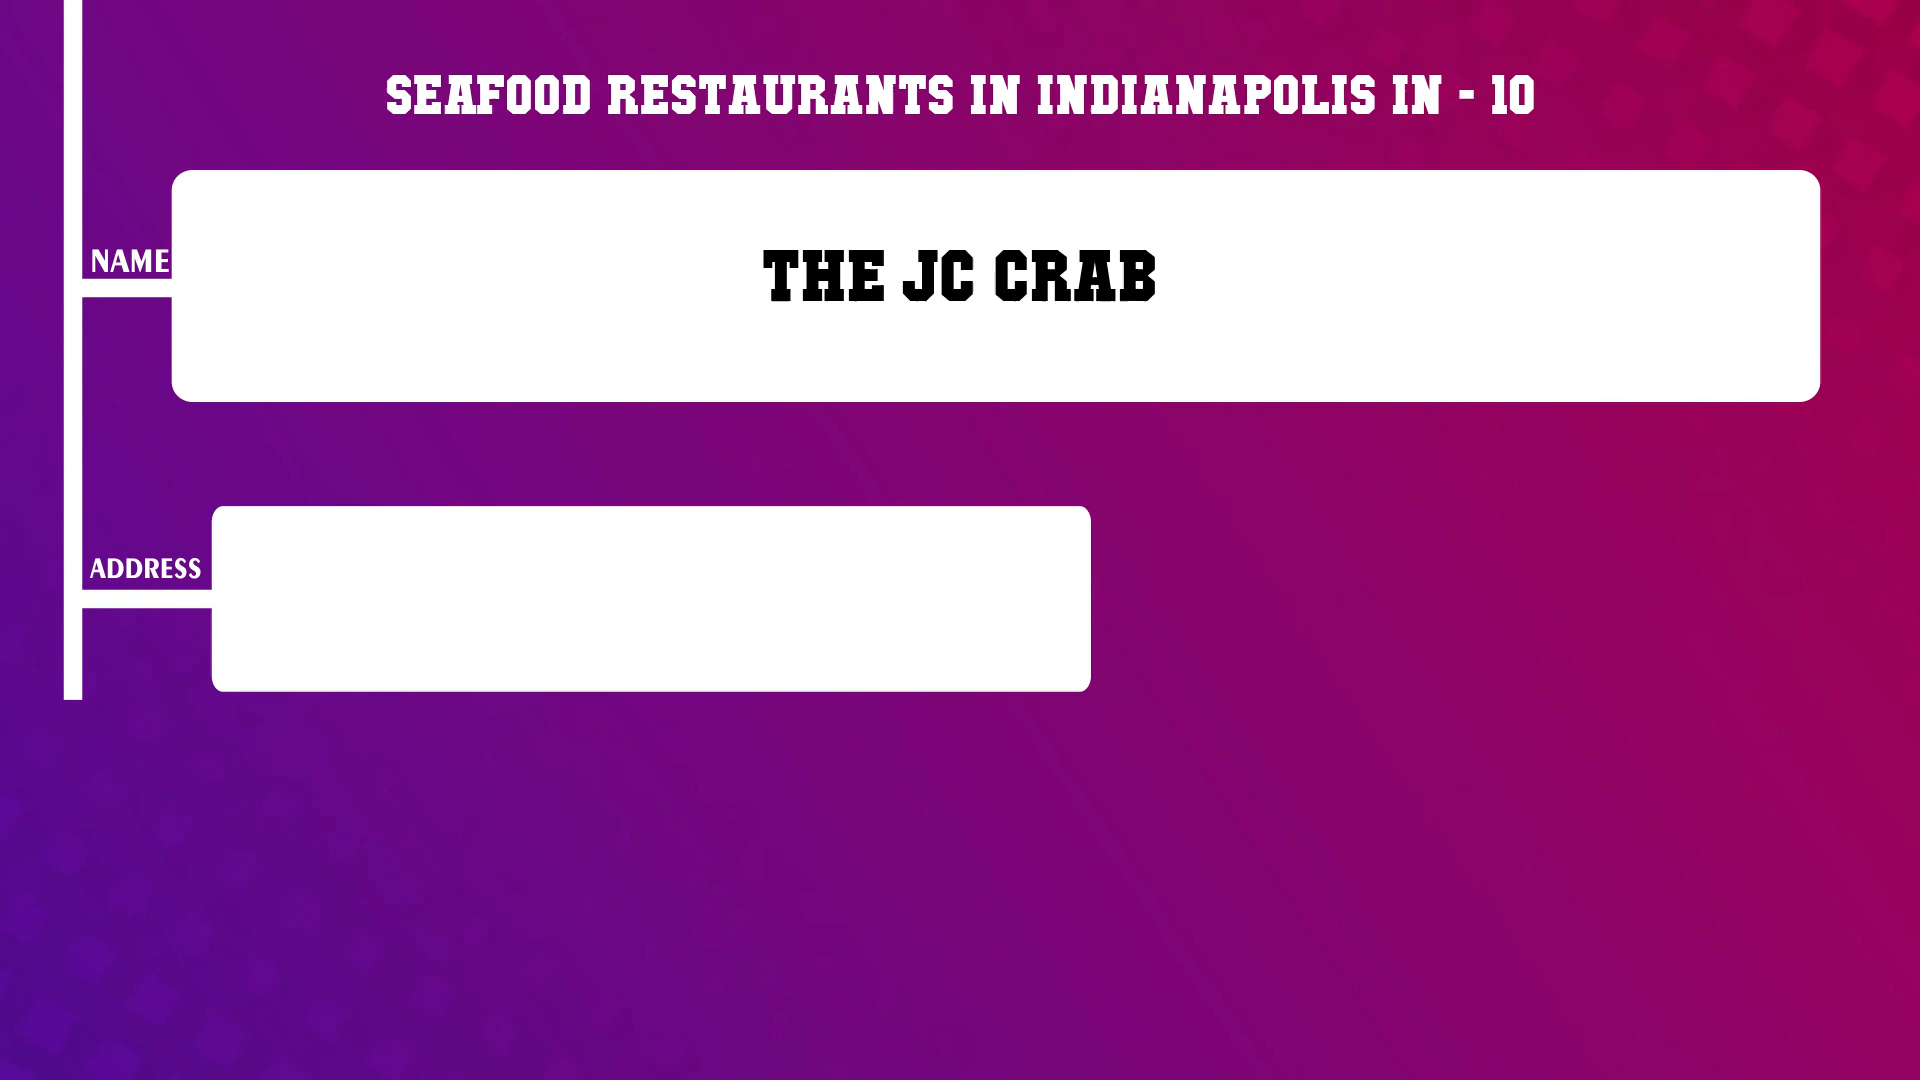 SEAFOOD RESTAURANTS IN INDIANAPOLIS IN - 10
NAME
THE JC CRAB
ADDRESS